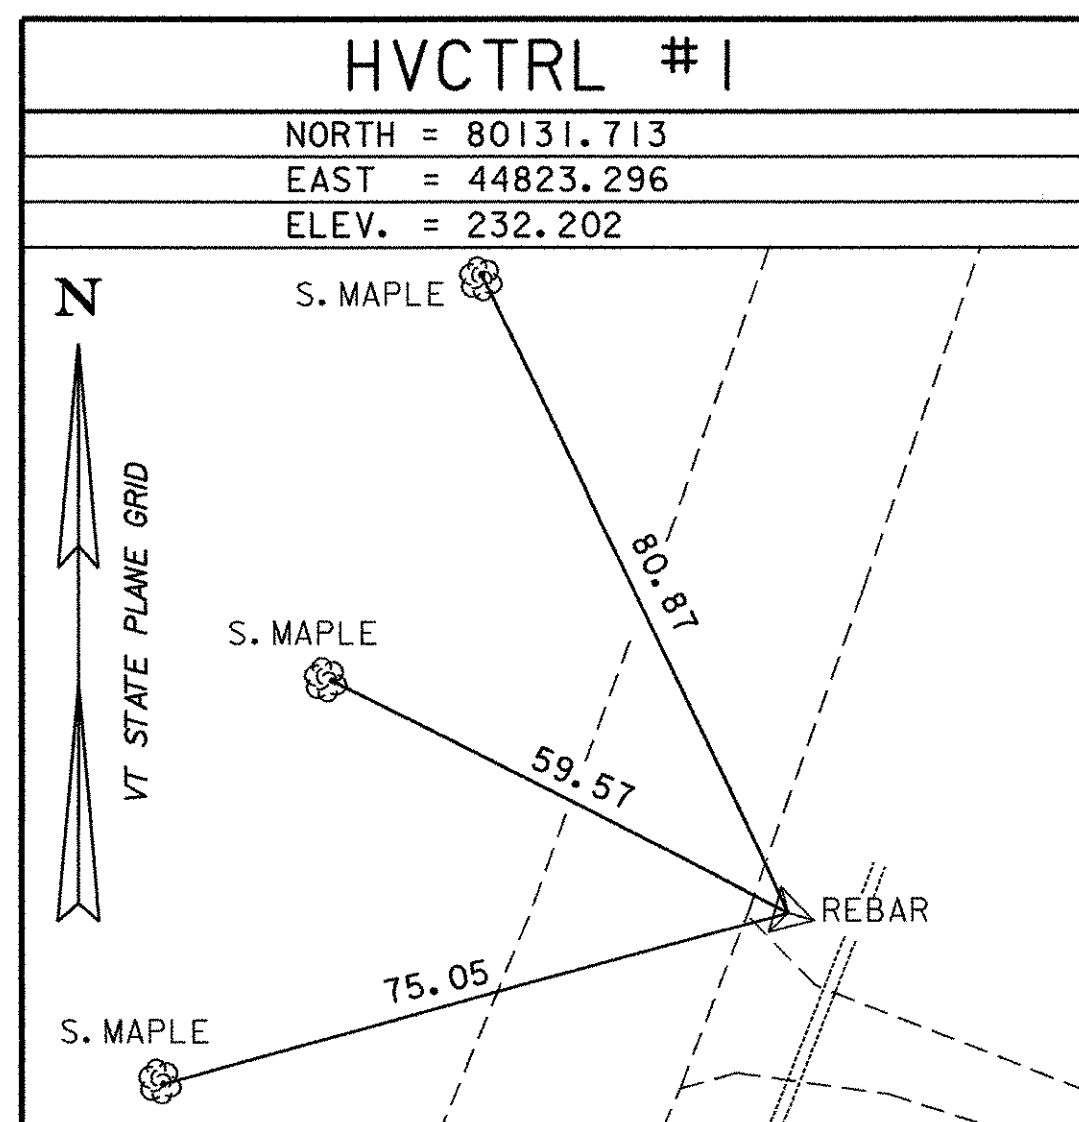 HVCTRL #1
NORTH = 80131.713
EAST = 44823.296
ELEV. = 232.202
N
S. MAPLE
VT STATE PLANE GRID
80.87
S. MAPLE
59.57
REBAR
75.05
S. MAPLE